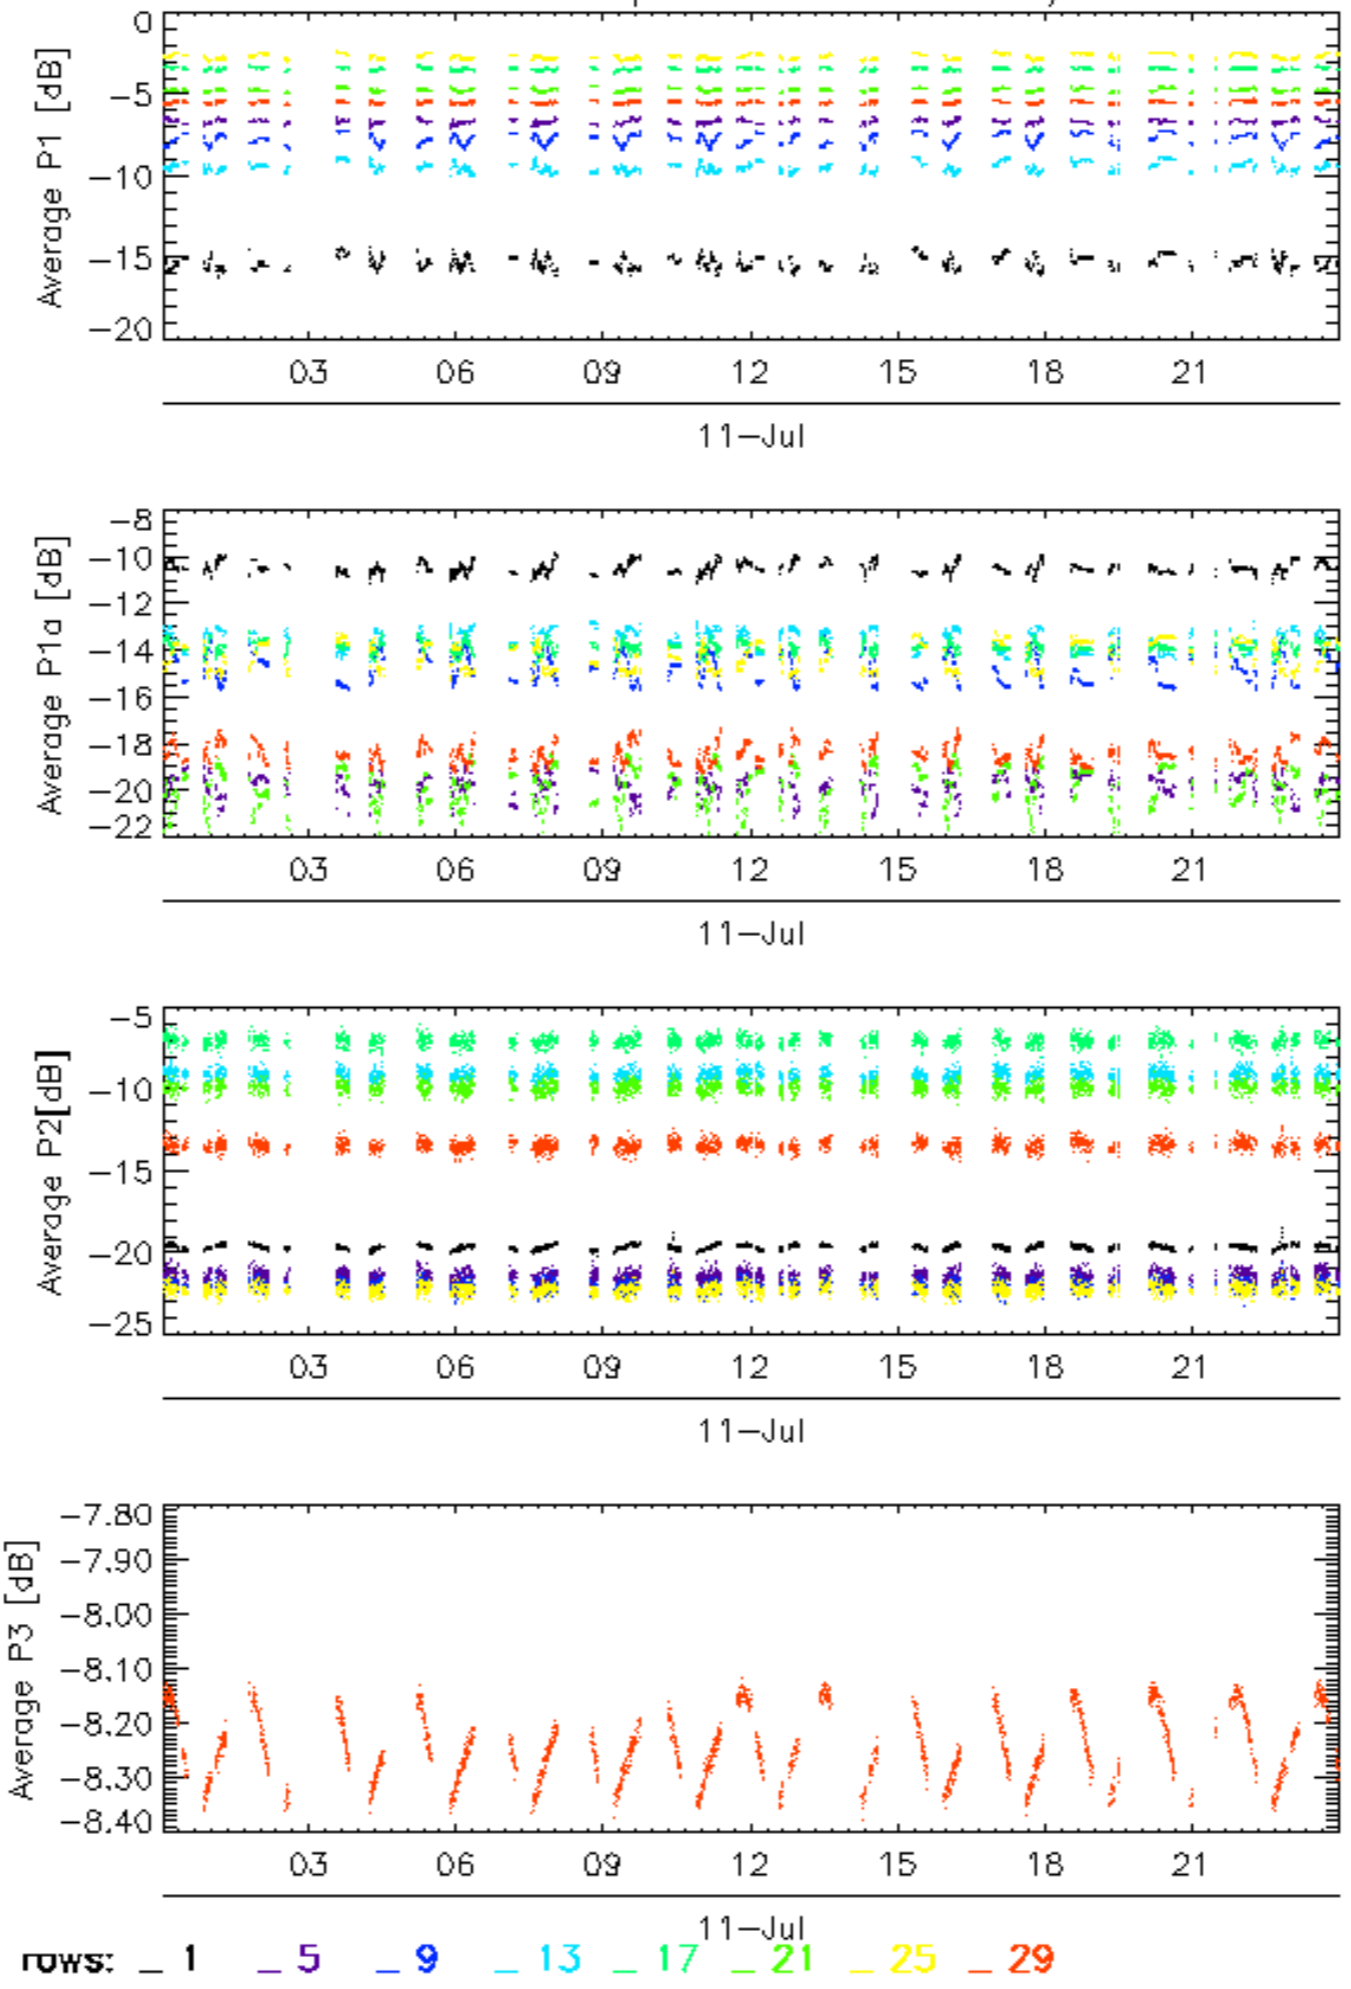 0
Average P1 [dB]
-5
-10
-15
-20
03 06 09 12 15 18 21
11-Jul
-8
Average P1a [dB]
-10
-12
-14
-16
-18
-20
-22
03 06 09 12 15 18 21
11-Jul
-5
Average P2[dB]
-10
-15
-20
-25
03 06 09 12 15 18 21
11-Jul
-7.80
Average P3 [dB]
-7.90
-8.00
-8.10
-8.20
-8.30
-8.40
03 06 09 12 15 18 21
11-Jul
rows: _ 1 _ 5 _ 9 _ 13 _ 17 _ 21 _ 25 _ 29